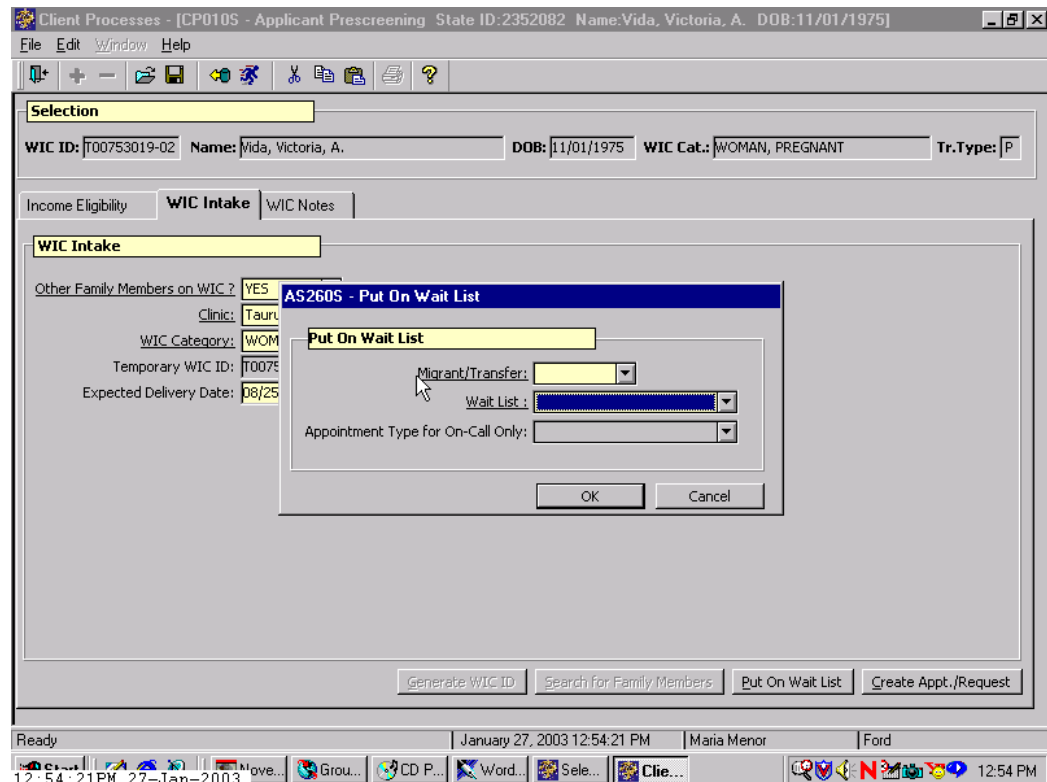 Client Processes - [CP010S - Applicant Prescreening State ID:2352082 Name:Vida, Victoria, A. DOB:11/01/1975]
File Edit Window Help
Selection
WIC ID: T00753019-02 Name: Vida, Victoria, A. DOB: 11/01/1975 WIC Cat.: WOMAN, PREGNANT Tr.Type: P
Income Eligibility WIC Intake WIC Notes
WIC Intake
Other Family Members on WIC ? YES
AS260S - Put On Wait List
Clinic: Tauru
Put On Wait List
WIC Category: WOM
Temporary WIC ID: T0075
Migrant/Transfer:
Expected Delivery Date: 08/25
Wait List :
Appointment Type for On-Call Only:
OK Cancel
Generate WIC ID Search for Family Members Put On Wait List Create Appt./Request
Ready January 27, 2003 12:54:21 PM Maria Menor Ford
Start Nove... Grou... CD P... Word... Sele... Clie... 12:54 PM
12:54:21PM 27-Jan-2003